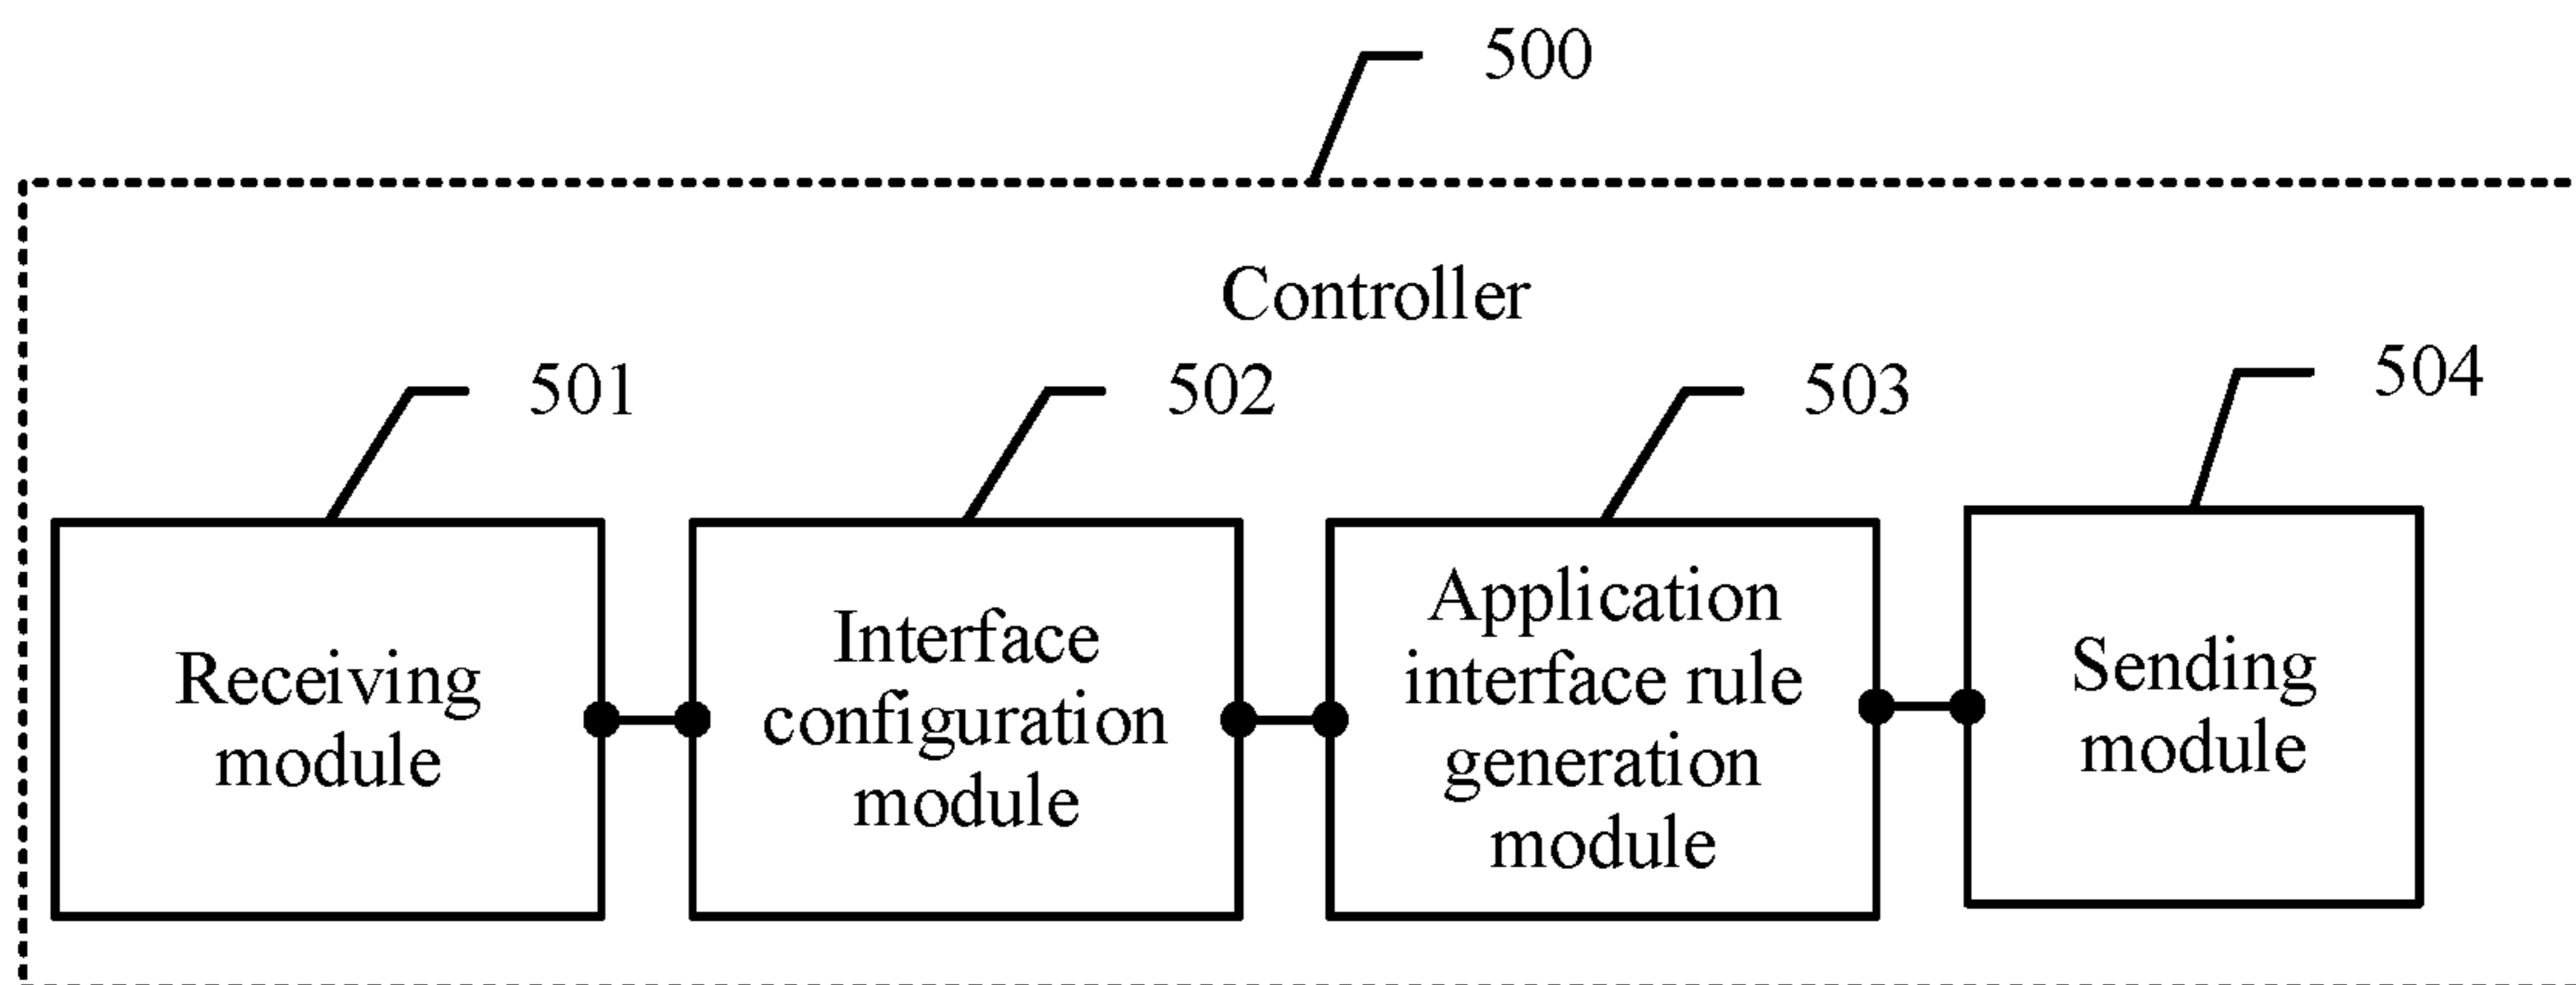 500
Controller
501
502
503
504
Receiving
module
Interface
configuration
module
Application
interface rule
generation
module
Sending
module